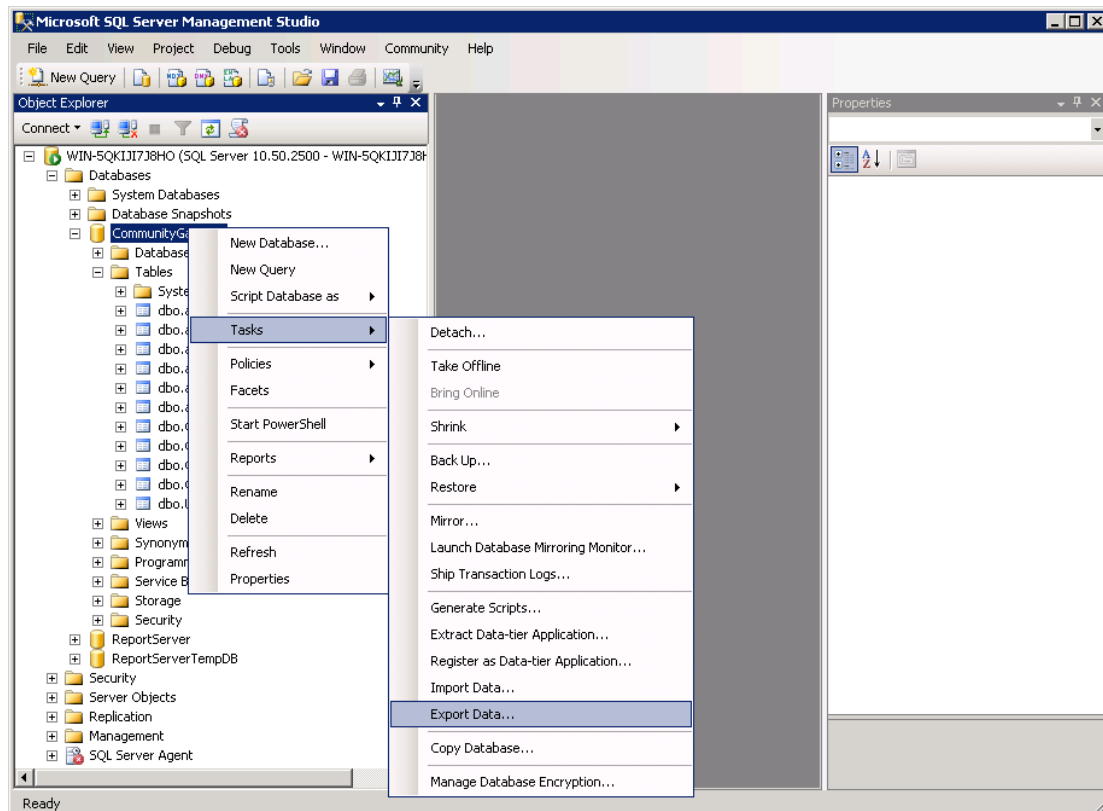 Microsoft SQL Server Management Studio
File Edit View Project Debug Tools Window Community Help
New Query
Object Explorer
Properties
Connect
WIN-5QKIJI7J8HO (SQL Server 10.50.2500 - WIN-5QKIJI7J8H
Databases
System Databases
Database Snapshots
CommunityGa
Database
Tables
Syste
dbo.a
dbo.a
dbo.a
dbo.a
dbo.a
dbo.a
dbo.
dbo.
dbo.
dbo.
dbo.
Views
Synonym
Programm
Service B
Storage
Security
ReportServer
ReportServerTempDB
Security
Server Objects
Replication
Management
SQL Server Agent
New Database...
New Query
Script Database as
Tasks
Policies
Facets
Start PowerShell
Reports
Rename
Delete
Refresh
Properties
Detach...
Take Offline
Bring Online
Shrink
Back Up...
Restore
Mirror...
Launch Database Mirroring Monitor...
Ship Transaction Logs...
Generate Scripts...
Extract Data-tier Application...
Register as Data-tier Application...
Import Data...
Export Data...
Copy Database...
Manage Database Encryption...
Ready